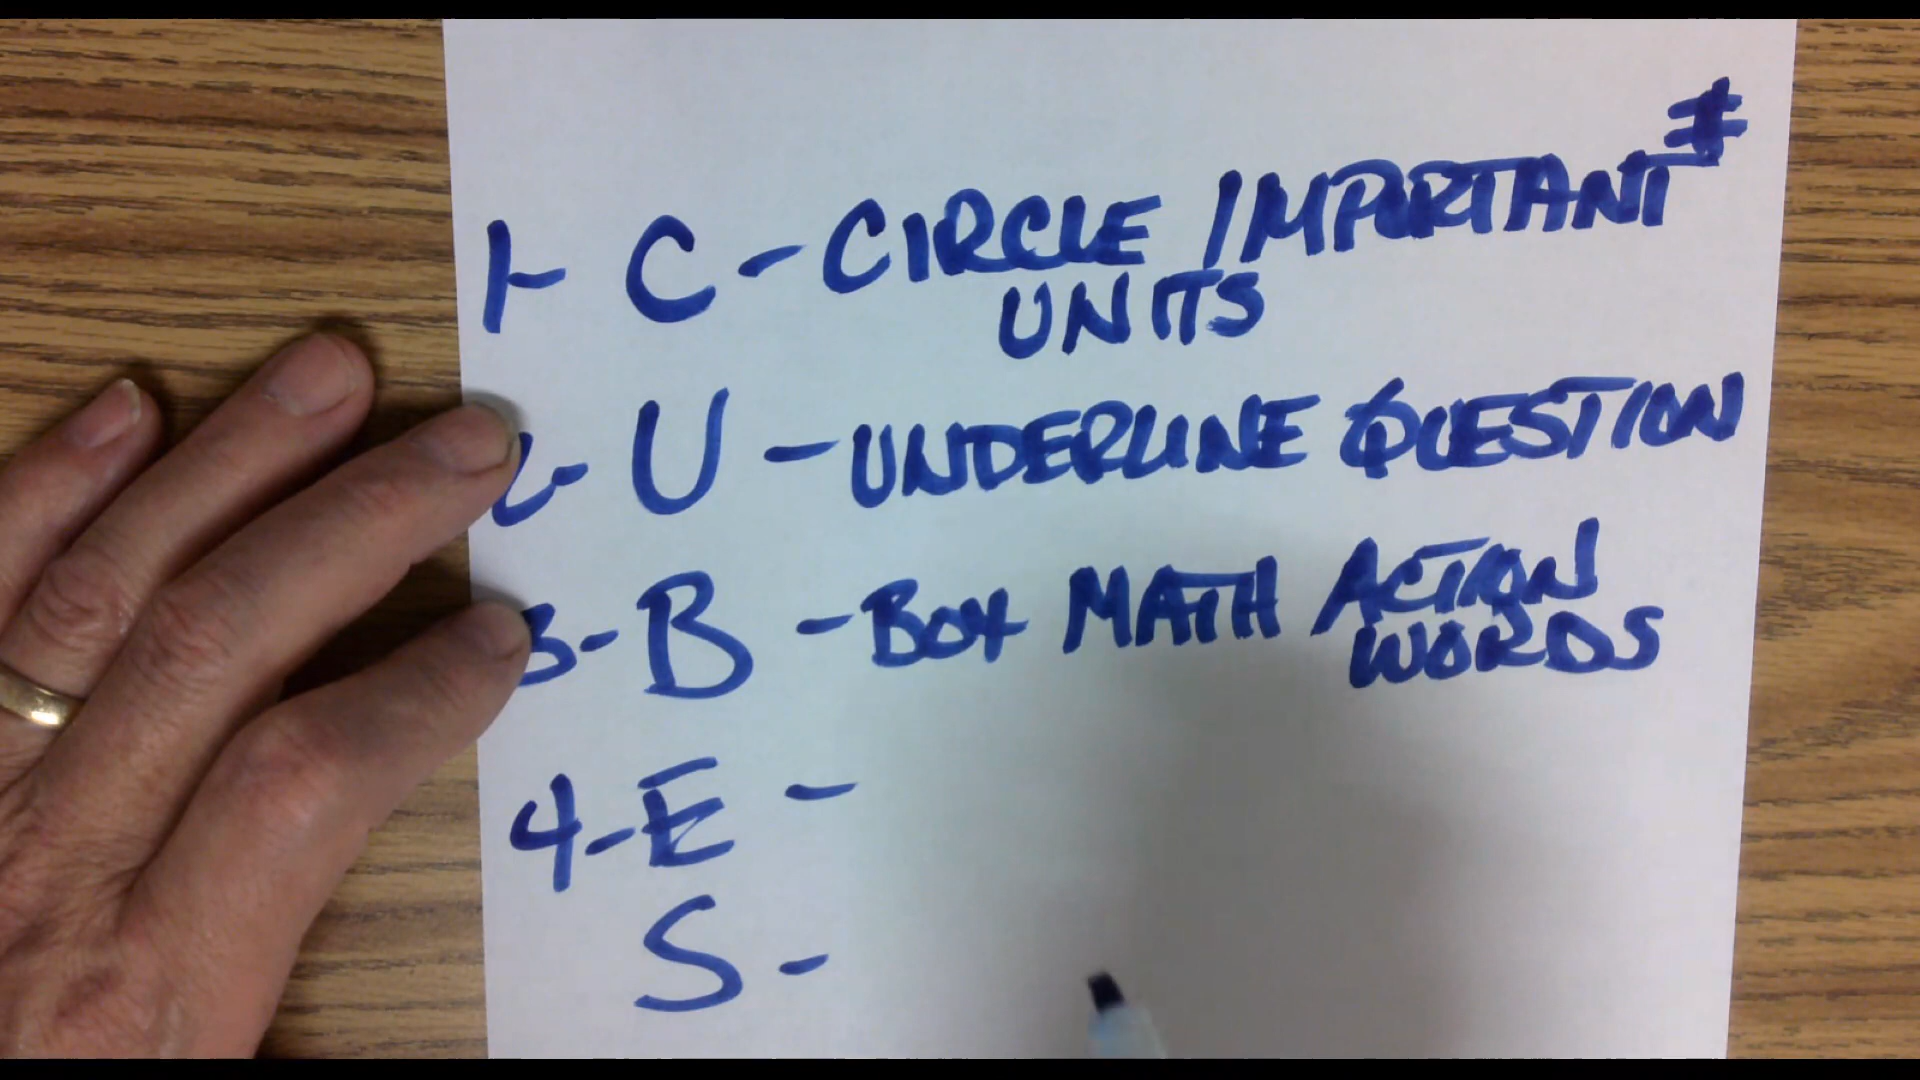 1- C - CIRCLE IMPORTANT #
UNITS
2- U - UNDERLINE QUESTION
3- B - BOX MATH ACTION
WORDS
4- E -
S -